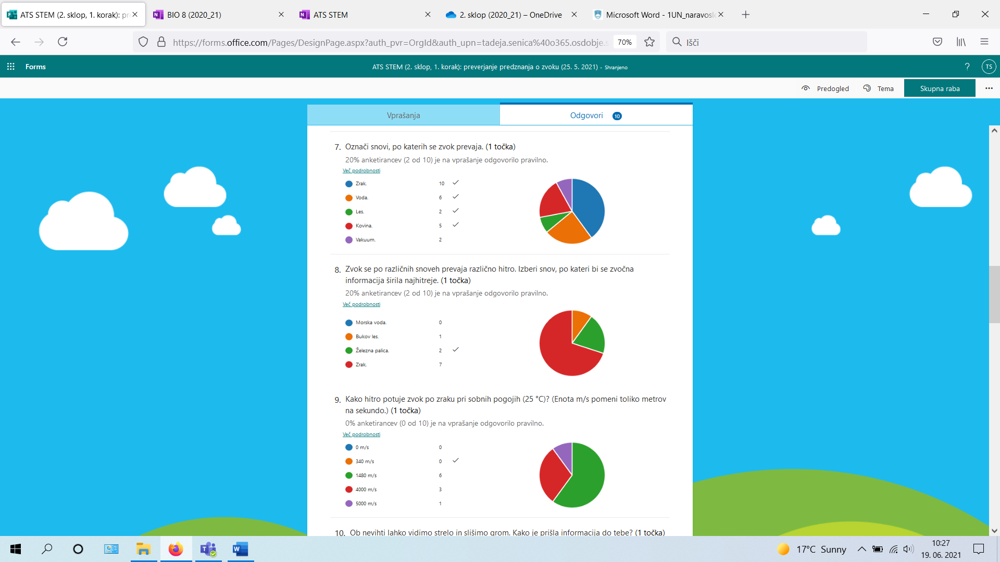 ATS STEM (2. sklop, 1. korak): pre
BIO 8 (2020_21)
ATS STEM
2. sklop (2020_21) – OneDrive
Microsoft Word - 1UN_naravoslo
https://forms.office.com/Pages/DesignPage.aspx?auth_pvr=OrgId&auth_upn=tadeja.senica%40o365.osdobje.s
70%
Išči
Forms
ATS STEM (2. sklop, 1. korak): preverjanje predznanja o zvoku (25. 5. 2021) - Shranjeno
?
TS
Predogled
Tema
Skupna raba
Vprašanja
Odgovori 10
7. Označi snovi, po katerih se zvok prevaja. (1 točka)
20% anketirancev (2 od 10) je na vprašanje odgovorilo pravilno.
Več podrobnosti
Zrak. 10
Voda. 6
Les. 2
Kovina. 5
Vakuum. 2
8. Zvok se po različnih snoveh prevaja različno hitro. Izberi snov, po kateri bi se zvočna
informacija širila najhitreje. (1 točka)
20% anketirancev (2 od 10) je na vprašanje odgovorilo pravilno.
Več podrobnosti
Morska voda. 0
Bukov les. 1
Železna palica. 2
Zrak. 7
9. Kako hitro potuje zvok po zraku pri sobnih pogojih (25 °C)? (Enota m/s pomeni toliko metrov
na sekundo.) (1 točka)
0% anketirancev (0 od 10) je na vprašanje odgovorilo pravilno.
Več podrobnosti
0 m/s 0
340 m/s 0
1480 m/s 6
4000 m/s 3
5000 m/s 1
10. Ob nevihti lahko vidimo strelo in slišimo grom. Kako je prišla informacija do tebe? (1 točka)
17°C Sunny
10:27
19. 06. 2021